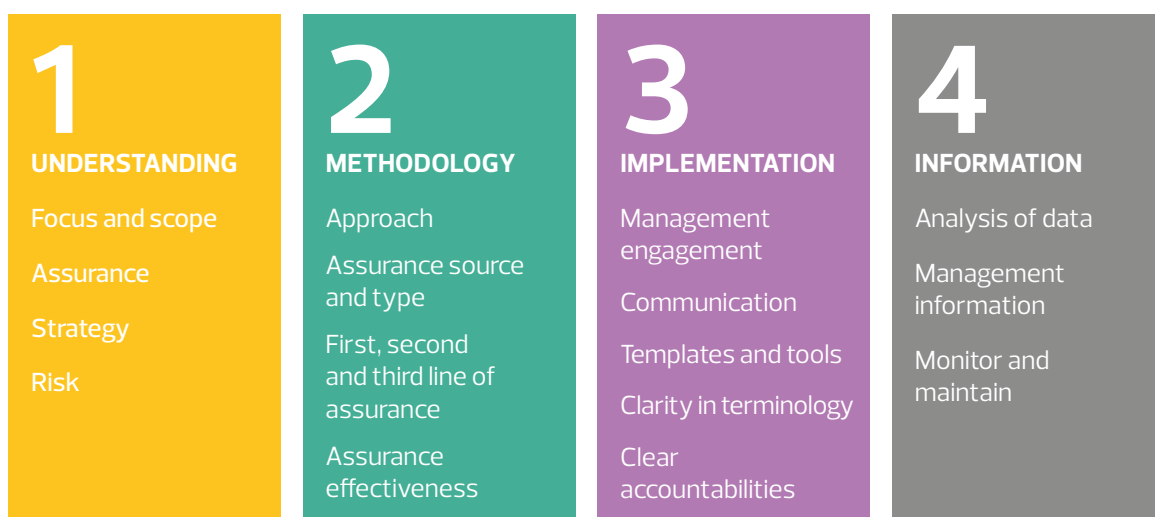 1
UNDERSTANDING
Focus and scope
Assurance
Strategy
Risk
2
METHODOLOGY
Approach
Assurance source
and type
First, second
and third line of
assurance
Assurance
effectiveness
3
IMPLEMENTATION
Management
engagement
Communication
Templates and tools
Clarity in terminology
Clear
accountabilities
4
INFORMATION
Analysis of data
Management
information
Monitor and
maintain